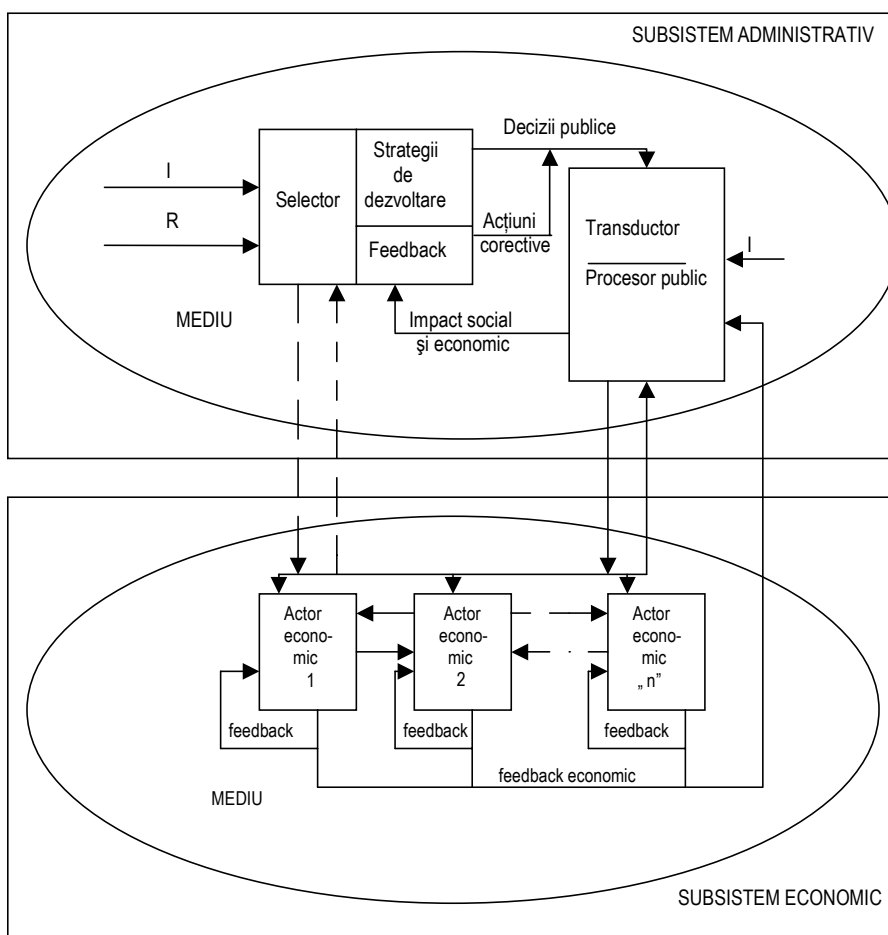 SUBSISTEM ADMINISTRATIV
Decizii publice
I
R
Selector
Strategii
de
dezvoltare
Feedback
Acțiuni
corective
Transductor
Procesor public
I
MEDIU
Impact social
şi economic
Actor
econo-
mic
1
Actor
econo-
mic
2
Actor
econo-
mic
„n”
feedback
feedback
feedback
feedback economic
MEDIU
SUBSISTEM ECONOMIC